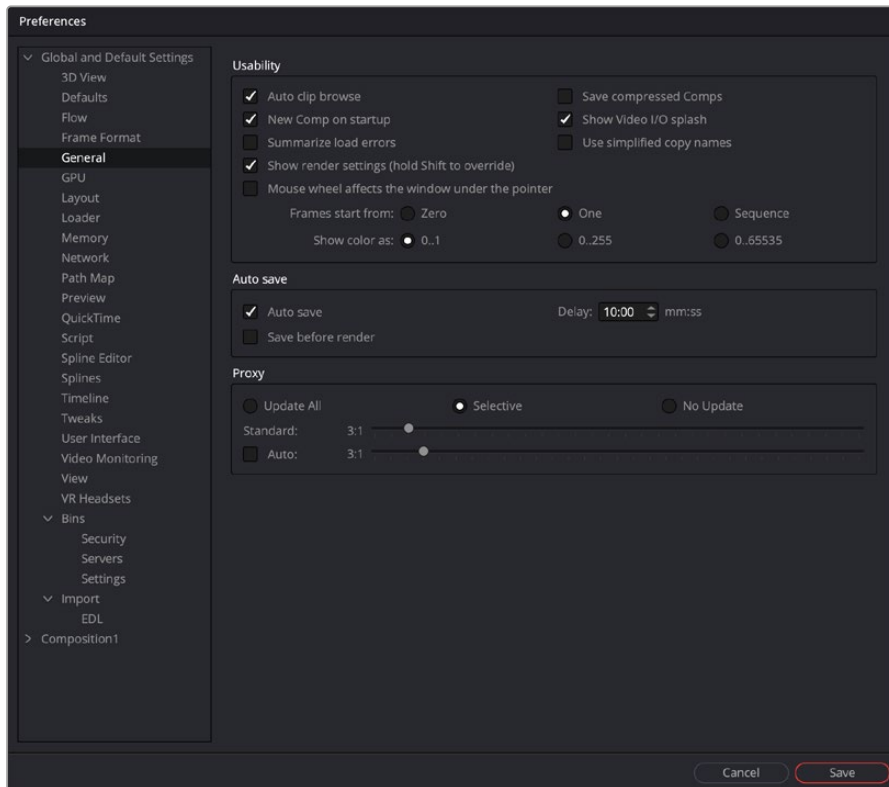 Preferences
Global and Default Settings
3D View
Defaults
Flow
Frame Format
General
GPU
Layout
Loader
Memory
Network
Path Map
Preview
QuickTime
Script
Spline Editor
Splines
Timeline
Tweaks
User Interface
Video Monitoring
View
VR Headsets
Bins
Security
Servers
Settings
Import
EDL
Composition1
Usability
Auto clip browse Save compressed Comps
New Comp on startup Show Video I/O splash
Summarize load errors Use simplified copy names
Show render settings (hold Shift to override)
Mouse wheel affects the window under the pointer
Frames start from: Zero One Sequence
Show color as: 0..1 0..255 0..65535
Auto save
Auto save Delay: 10:00 mm:ss
Save before render
Proxy
Update All Selective No Update
Standard: 3:1
Auto: 3:1
Cancel Save